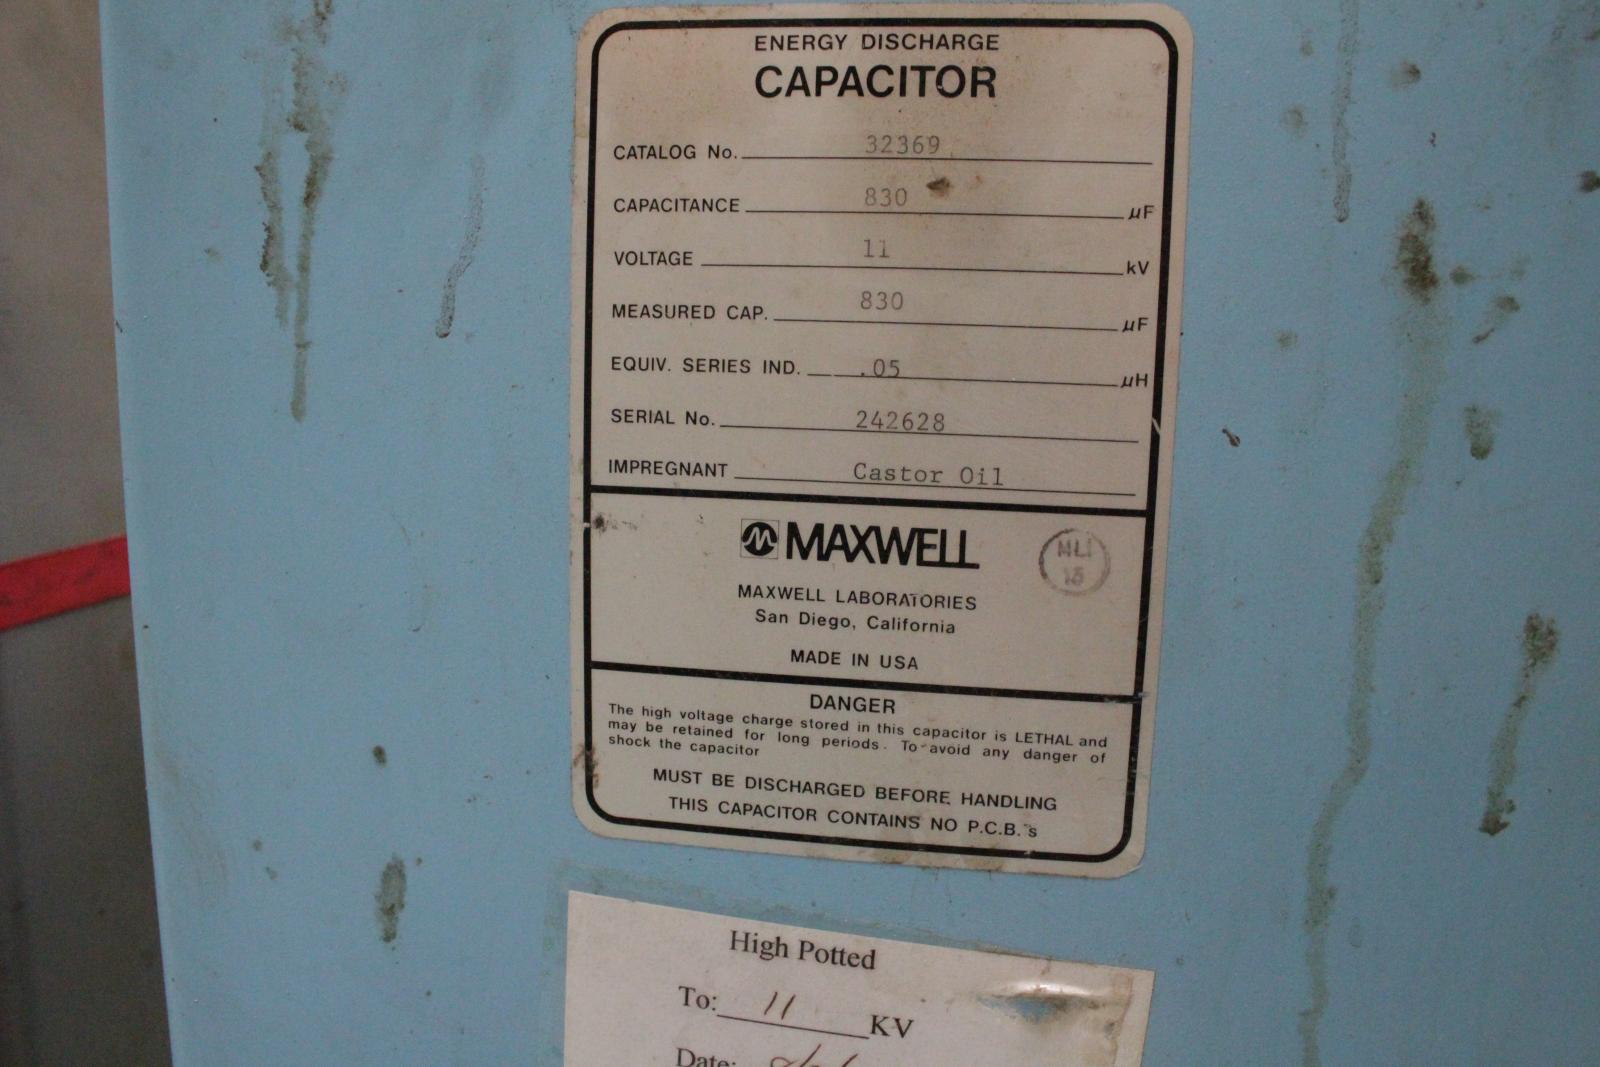 ENERGY DISCHARGE
CAPACITOR
CATALOG No. 32369
CAPACITANCE 830 µF
VOLTAGE 11 kV
MEASURED CAP. 830 µF
EQUIV. SERIES IND. .05 µH
SERIAL No. 242628
IMPREGNANT Castor Oil
MAXWELL
MLI
15
MAXWELL LABORATORIES
San Diego, California
MADE IN USA
DANGER
The high voltage charge stored in this capacitor is LETHAL and
may be retained for long periods. To avoid any danger of
shock the capacitor
MUST BE DISCHARGED BEFORE HANDLING
THIS CAPACITOR CONTAINS NO P.C.B.'s
High Potted
To: 11 KV
Date: